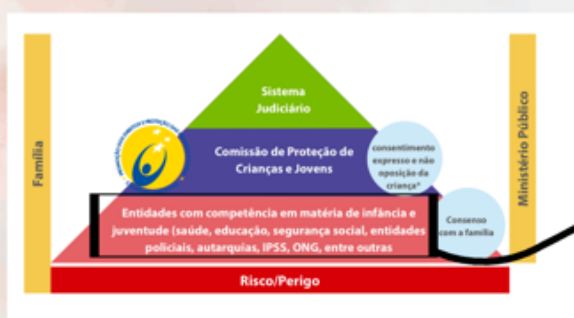 Família
Sistema
Judiciário
Comissão de Proteção de
Crianças e Jovens
consentimento
expresso e não
oposição da
criança*
Entidades com competência em matéria de infância e
juventude (saúde, educação, segurança social, entidades
policiais, autarquias, IPSS, ONG, entre outras
Consenso
com a família
Risco/Perigo
Ministério Público